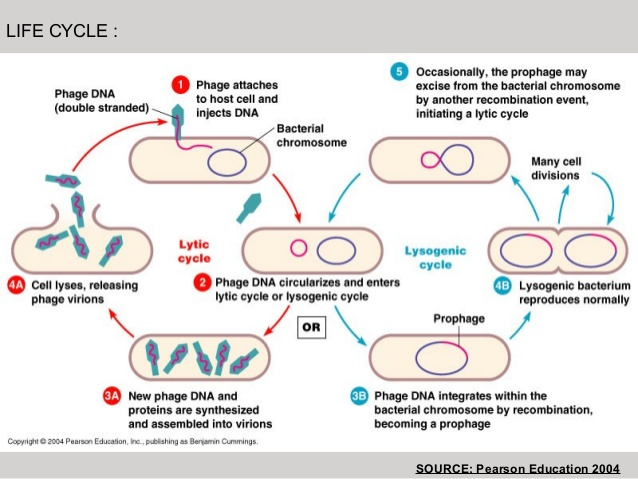 LIFE CYCLE :
Phage DNA
(double stranded)
1 Phage attaches
to host cell and
injects DNA
Bacterial
chromosome
5 Occasionally, the prophage may
excise from the bacterial chromosome
by another recombination event,
initiating a lytic cycle
Many cell
divisions
Lytic
cycle
Lysogenic
cycle
4A Cell lyses, releasing
phage virions
2 Phage DNA circularizes and enters
lytic cycle or lysogenic cycle
4B Lysogenic bacterium
reproduces normally
OR
Prophage
3A New phage DNA and
proteins are synthesized
and assembled into virions
3B Phage DNA integrates within the
bacterial chromosome by recombination,
becoming a prophage
Copyright © 2004 Pearson Education, Inc., publishing as Benjamin Cummings.
SOURCE: Pearson Education 2004